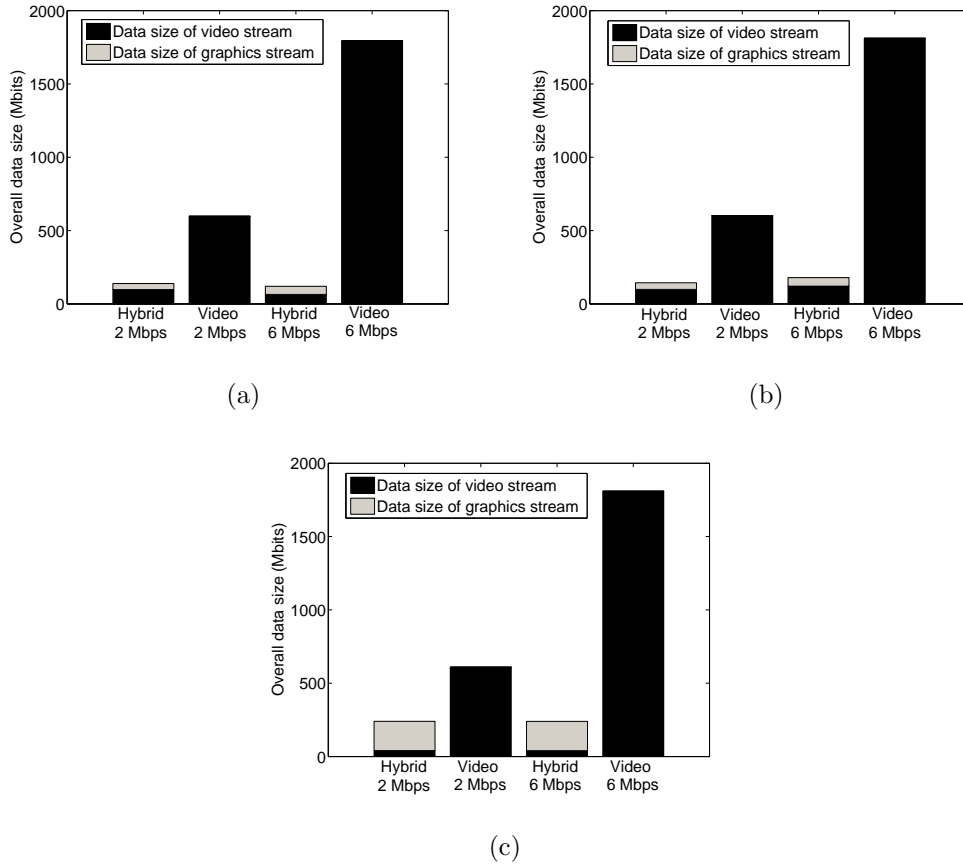 2000
1500
1000
500
0
Overall data size (Mbits)
Data size of video stream
Data size of graphics stream
Hybrid Video Hybrid Video
2 Mbps 2 Mbps 6 Mbps 6 Mbps
(a)
2000
1500
1000
500
0
Overall data size (Mbits)
Data size of video stream
Data size of graphics stream
Hybrid Video Hybrid Video
2 Mbps 2 Mbps 6 Mbps 6 Mbps
(b)
2000
1500
1000
500
0
Overall data size (Mbits)
Data size of video stream
Data size of graphics stream
Hybrid Video Hybrid Video
2 Mbps 2 Mbps 6 Mbps 6 Mbps
(c)